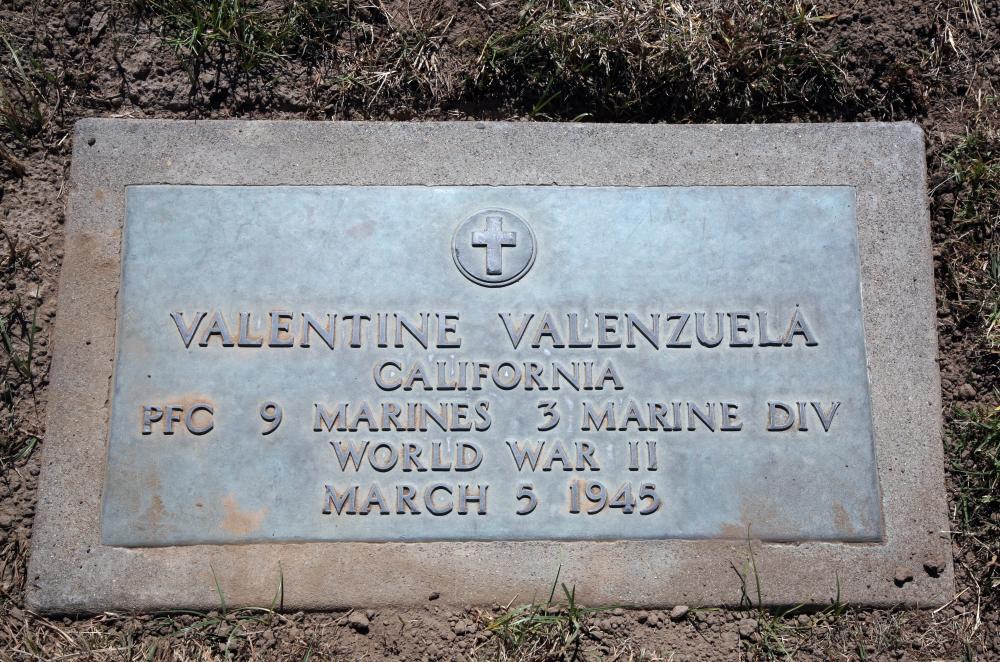 VALENTINE VALENZUELA
CALIFORNIA
PFC 9 MARINES 3 MARINE DIV
WORLD WAR II
MARCH 5 1945